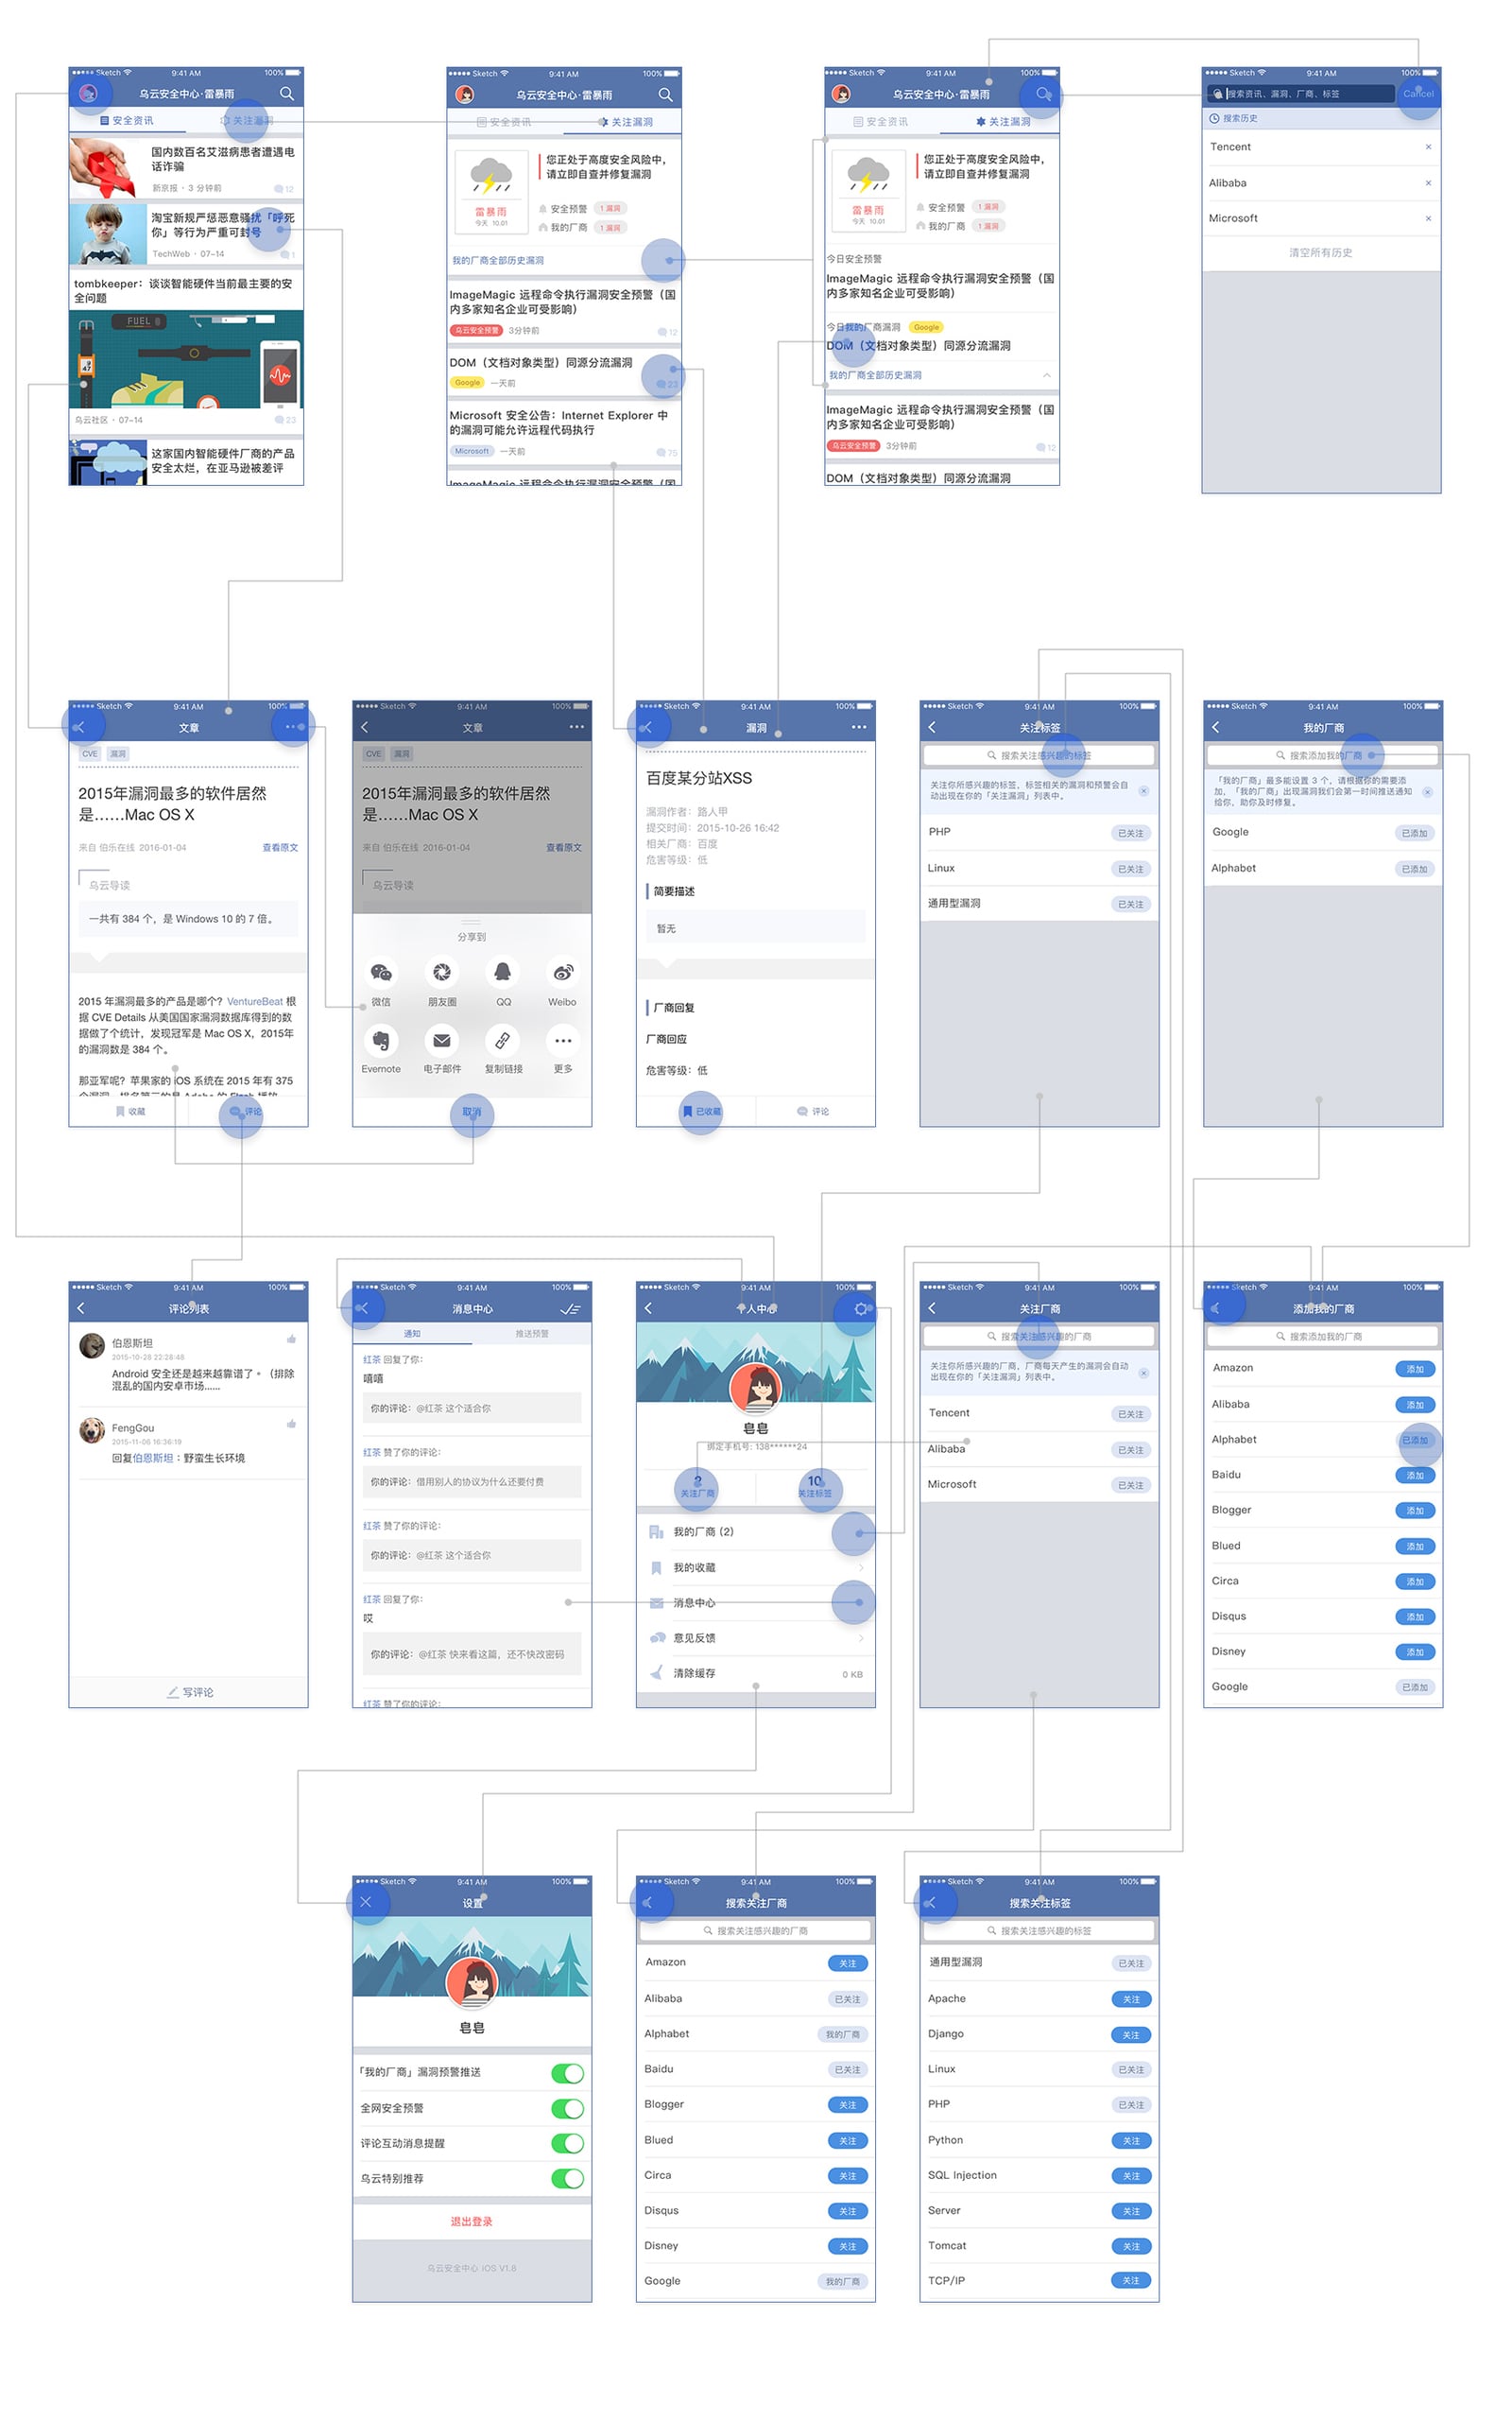 Sketch 9:41 AM 100%
乌云安全中心·雷暴雨
安全资讯 关注漏洞
国内数百名艾滋病患者遭遇电
话诈骗
新京报 · 3 分钟前 12
淘宝新规严惩恶意骚扰「呼死
你」等行为严重可封号
TechWeb · 07-14 1
tombkeeper：谈谈智能硬件当前最主要的安
全问题
FUEL
47
乌云社区 · 07-14 23
这家国内智能硬件厂商的产品
安全太烂，在亚马逊被差评
Sketch 9:41 AM 100%
乌云安全中心·雷暴雨
安全资讯 关注漏洞
您正处于高度安全风险中，
请立即自查并修复漏洞
雷暴雨
今天 10.01
安全预警 1 漏洞
我的厂商 1 漏洞
我的厂商全部历史漏洞
ImageMagic 远程命令执行漏洞安全预警（国
内多家知名企业可受影响）
乌云安全预警 3分钟前 12
DOM（文档对象类型）同源分流漏洞
Google 一天前 23
Microsoft 安全公告：Internet Explorer 中
的漏洞可能允许远程代码执行
Microsoft 一天前 75
ImageMagic 远程命令执行漏洞安全预警（国
Sketch 9:41 AM 100%
乌云安全中心·雷暴雨
安全资讯 关注漏洞
您正处于高度安全风险中，
请立即自查并修复漏洞
雷暴雨
今天 10.01
安全预警 1 漏洞
我的厂商 1 漏洞
今日安全预警
ImageMagic 远程命令执行漏洞安全预警（国
内多家知名企业可受影响）
今日我的厂商漏洞 Google
DOM（文档对象类型）同源分流漏洞
我的厂商全部历史漏洞
ImageMagic 远程命令执行漏洞安全预警（国
内多家知名企业可受影响）
乌云安全预警 3分钟前 12
DOM（文档对象类型）同源分流漏洞
Sketch 9:41 AM 100%
搜索资讯、漏洞、厂商、标签 Cancel
搜索历史
Tencent ×
Alibaba ×
Microsoft ×
清空所有历史
Sketch 9:41 AM
文章
CVE 漏洞
2015年漏洞最多的软件居然
是……Mac OS X
来自 伯乐在线 2016-01-04 查看原文
乌云导读
一共有 384 个，是 Windows 10 的 7 倍。
2015 年漏洞最多的产品是哪个？VentureBeat 根
据 CVE Details 从美国国家漏洞数据库得到的数
据做了个统计，发现冠军是 Mac OS X，2015年
的漏洞数是 384 个。
那亚军呢？苹果家的 iOS 系统在 2015 年有 375
个漏洞，排名第三的是 Adobe 的 Flash 播放
收藏 评论
Sketch 9:41 AM 100%
文章
CVE 漏洞
2015年漏洞最多的软件居然
是……Mac OS X
来自 伯乐在线 2016-01-04 查看原文
乌云导读
分享到
微信 朋友圈 QQ Weibo
Evernote 电子邮件 复制链接 更多
取消
Sketch 9:41 AM 100%
漏洞
百度某分站XSS
漏洞作者：路人甲
提交时间：2015-10-26 16:42
相关厂商：百度
危害等级：低
简要描述
暂无
厂商回复
厂商回应
危害等级：低
已收藏 评论
Sketch 9:41 AM 100%
关注标签
搜索关注感兴趣的标签
关注你所感兴趣的标签，标签相关的漏洞和预警会自
动出现在你的「关注漏洞」列表中。
PHP 已关注
Linux 已关注
通用型漏洞 已关注
Sketch 9:41 AM 100%
我的厂商
搜索添加我的厂商
「我的厂商」最多能设置 3 个，请根据你的需要添
加，「我的厂商」出现漏洞我们会第一时间推送通知
给你，助你及时修复。
Google 已添加
Alphabet 已添加
Sketch 9:41 AM 100%
评论列表
伯恩斯坦
2015-10-28 22:28:48
Android 安全还是越来越靠谱了。（排除
混乱的国内安卓市场……
FengGou
2015-11-06 16:36:19
回复伯恩斯坦：野蛮生长环境
写评论
Sketch 9:41 AM 100%
消息中心
通知 推送预警
红茶 回复了你：
嘻嘻
你的评论：@红茶 这个适合你
红茶 赞了你的评论：
你的评论：借用别人的协议为什么还要付费
红茶 赞了你的评论：
你的评论：@红茶 这个适合你
红茶 回复了你：
哎
你的评论：@红茶 快来看这篇，还不快改密码
红茶 赞了你的评论：
Sketch 9:41 AM 100%
个人中心
皂皂
绑定手机号：138******24
2 10
关注厂商 关注标签
我的厂商 (2)
我的收藏
消息中心
意见反馈
清除缓存 0 KB
Sketch 9:41 AM 100%
关注厂商
搜索关注感兴趣的厂商
关注你所感兴趣的厂商，厂商每天产生的漏洞会自动
出现在你的「关注漏洞」列表中。
Tencent 已关注
Alibaba 已关注
Microsoft 已关注
Sketch 9:41 AM 100%
添加我的厂商
搜索添加我的厂商
Amazon 添加
Alibaba 添加
Alphabet 已添加
Baidu 添加
Blogger 添加
Blued 添加
Circa 添加
Disqus 添加
Disney 添加
Google 已添加
Sketch 9:41 AM 100%
设置
皂皂
「我的厂商」漏洞预警推送
全网安全预警
评论互动消息提醒
乌云特别推荐
退出登录
乌云安全中心 iOS V1.8
Sketch 9:41 AM 100%
搜索关注厂商
搜索关注感兴趣的厂商
Amazon 关注
Alibaba 已关注
Alphabet 我的厂商
Baidu 已关注
Blogger 关注
Blued 关注
Circa 关注
Disqus 关注
Disney 关注
Google 我的厂商
Sketch 9:41 AM 100%
搜索关注标签
搜索关注感兴趣的标签
通用型漏洞 已关注
Apache 关注
Django 关注
Linux 已关注
PHP 已关注
Python 关注
SQL Injection 关注
Server 关注
Tomcat 关注
TCP/IP 关注